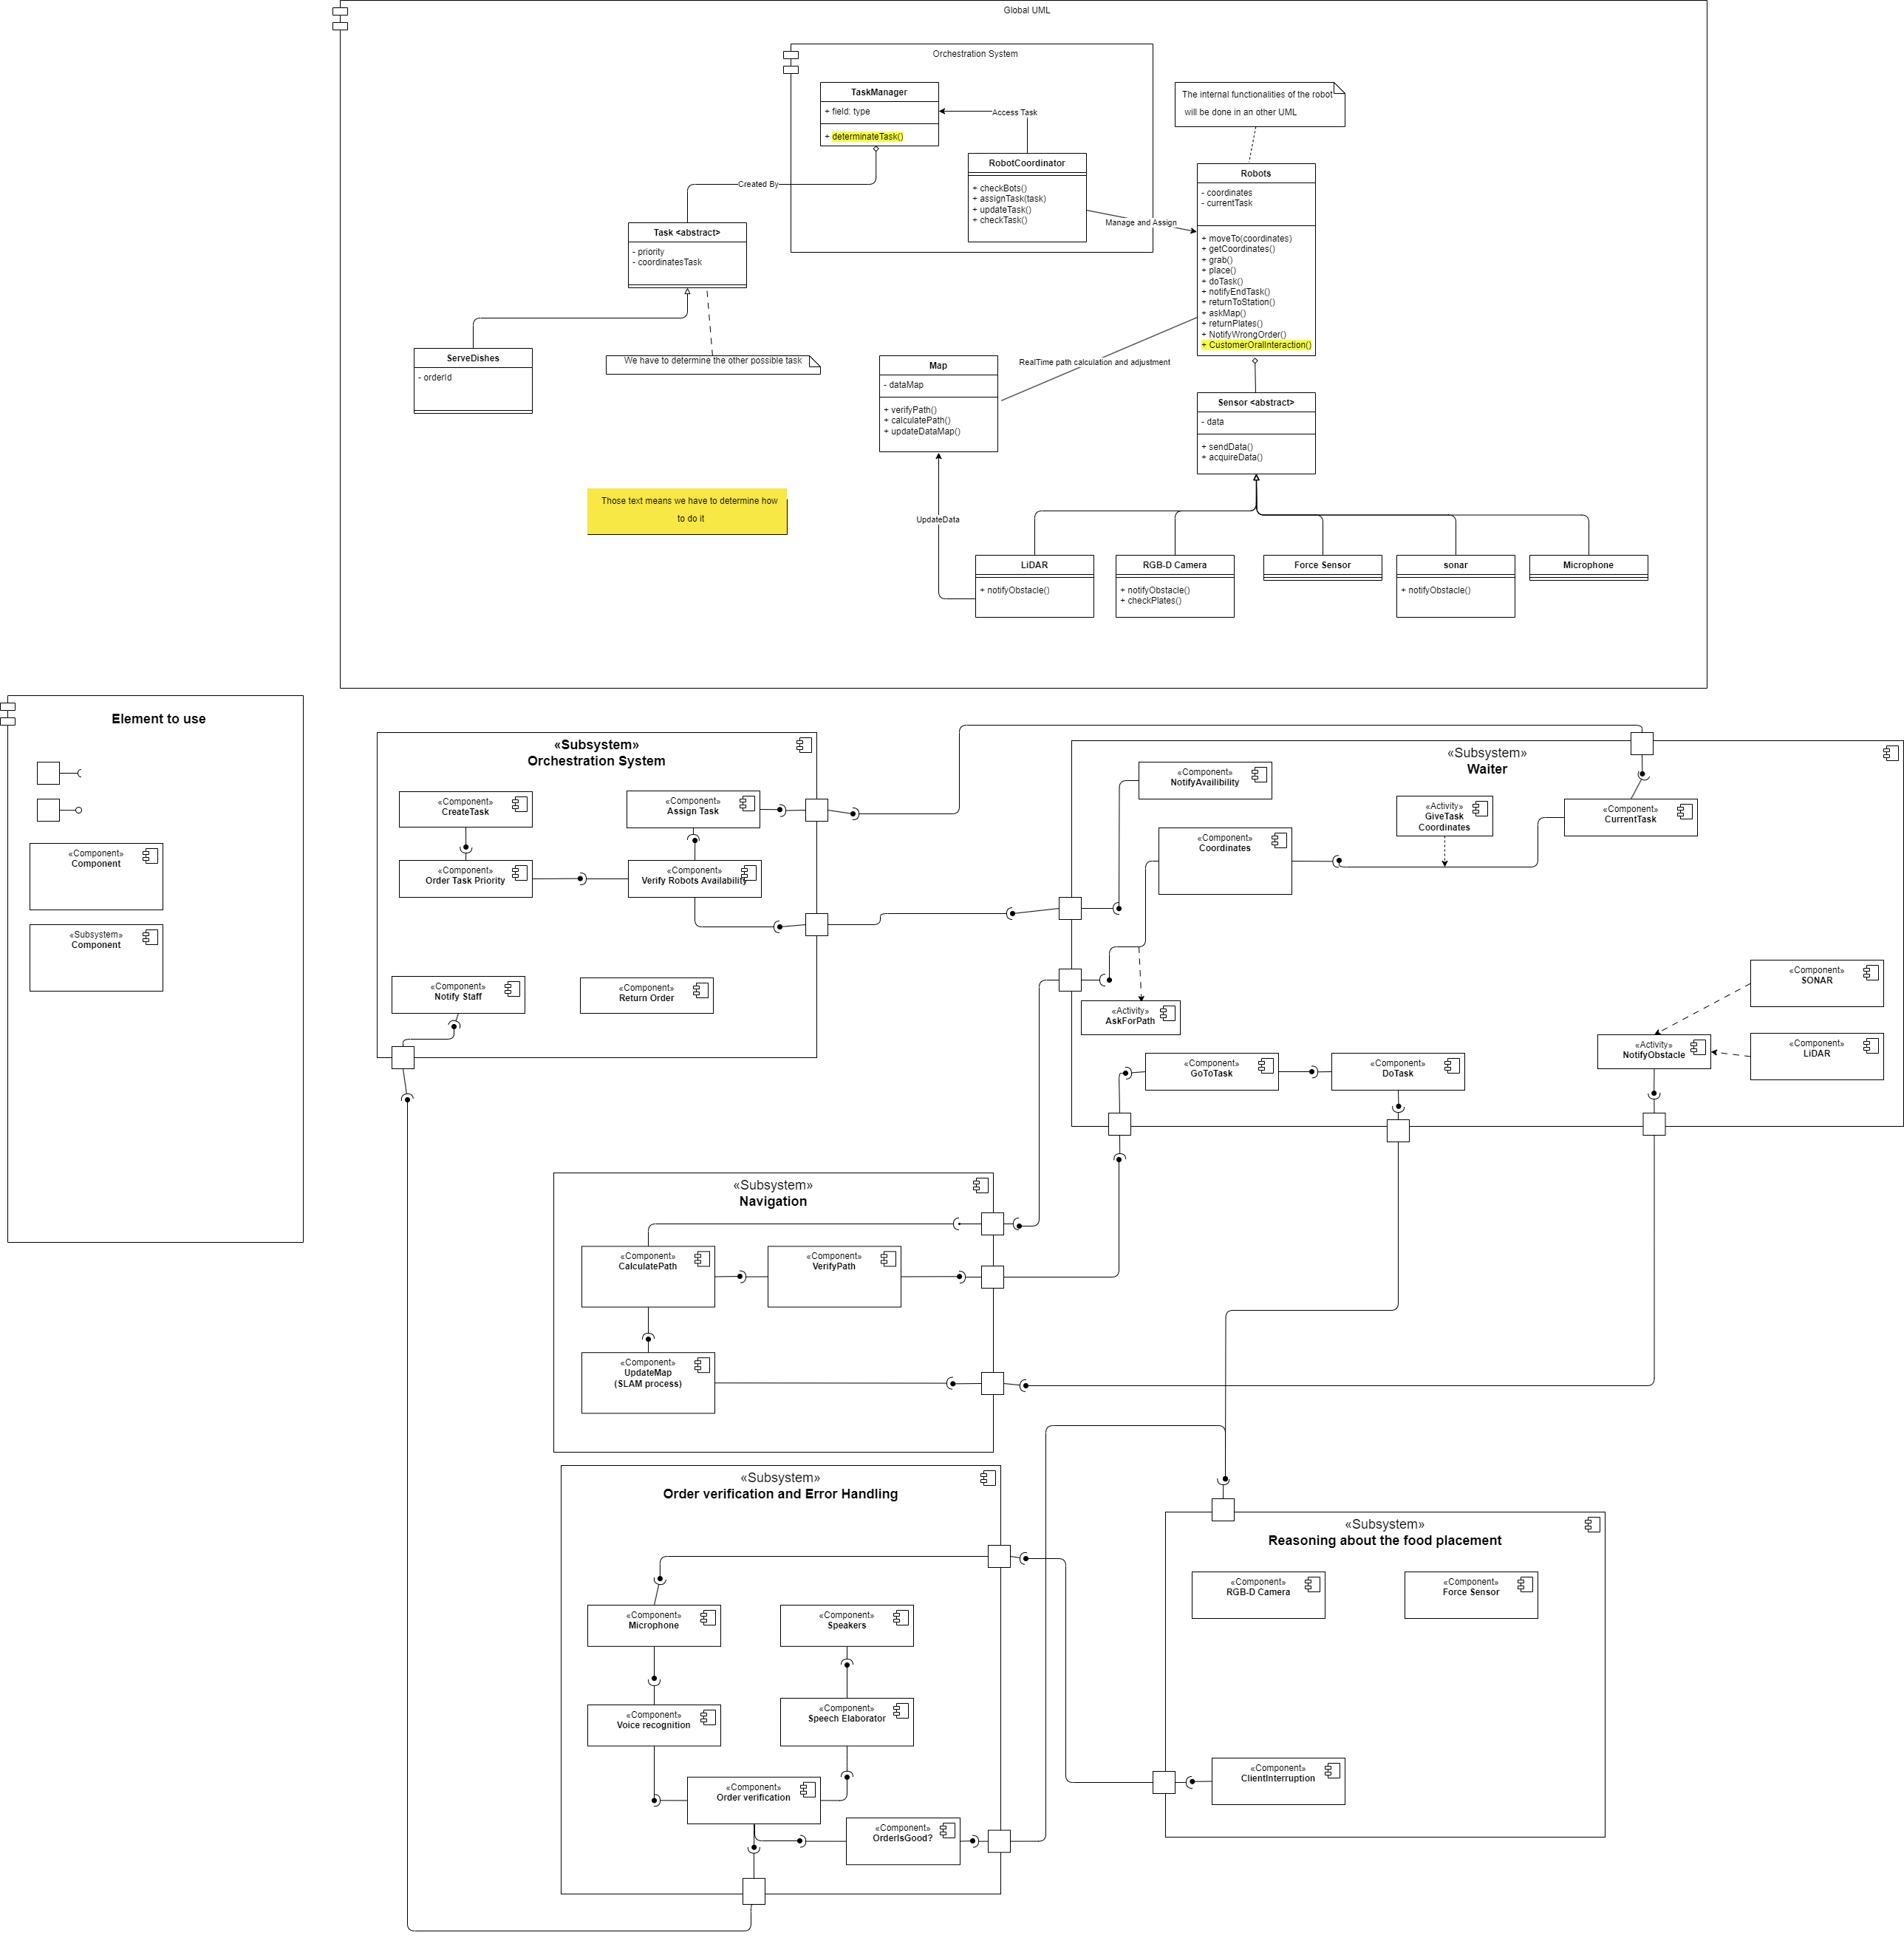 Global UML
Orchestration System
TaskManager
+ field: type
+ determinateTask()
Access Task
The internal functionalities of the robot
will be done in an other UML
RobotCoordinator
+ checkBots()
+ assignTask(task)
+ updateTask()
+ checkTask()
Created By
Manage and Assign
Robots
- coordinates
- currentTask
+ moveTo(coordinates)
+ getCoordinates()
+ grab()
+ place()
+ doTask()
+ notifyEndTask()
+ returnToStation()
+ askMap()
+ returnPlates()
+ NotifyWrongOrder()
+ CustomerOralInteraction()
Task <abstract>
- priority
- coordinatesTask
ServeDishes
- orderId
We have to determine the other possible task
Map
- dataMap
+ verifyPath()
+ calculatePath()
+ updateDataMap()
RealTime path calculation and adjustment
Sensor <abstract>
- data
+ sendData()
+ acquireData()
Those text means we have to determine how
to do it
UpdateData
LiDAR
+ notifyObstacle()
RGB-D Camera
+ notifyObstacle()
+ checkPlates()
Force Sensor
sonar
+ notifyObstacle()
Microphone
Element to use
«Component»
Component
«Subsystem»
Component
«Subsystem»
Orchestration System
«Component»
CreateTask
«Component»
Assign Task
«Component»
Order Task Priority
«Component»
Verify Robots Availability
«Component»
Notify Staff
«Component»
Return Order
«Subsystem»
Waiter
«Component»
NotifyAvailibility
«Activity»
GiveTask
Coordinates
«Component»
CurrentTask
«Component»
Coordinates
«Activity»
AskForPath
«Component»
SONAR
«Activity»
NotifyObstacle
«Component»
LiDAR
«Component»
GoToTask
«Component»
DoTask
«Subsystem»
Navigation
«Component»
CalculatePath
«Component»
VerifyPath
«Component»
UpdateMap
(SLAM process)
«Subsystem»
Order verification and Error Handling
«Component»
Microphone
«Component»
Speakers
«Component»
Voice recognition
«Component»
Speech Elaborator
«Component»
Order verification
«Component»
OrderIsGood?
«Subsystem»
Reasoning about the food placement
«Component»
RGB-D Camera
«Component»
Force Sensor
«Component»
ClientInterruption